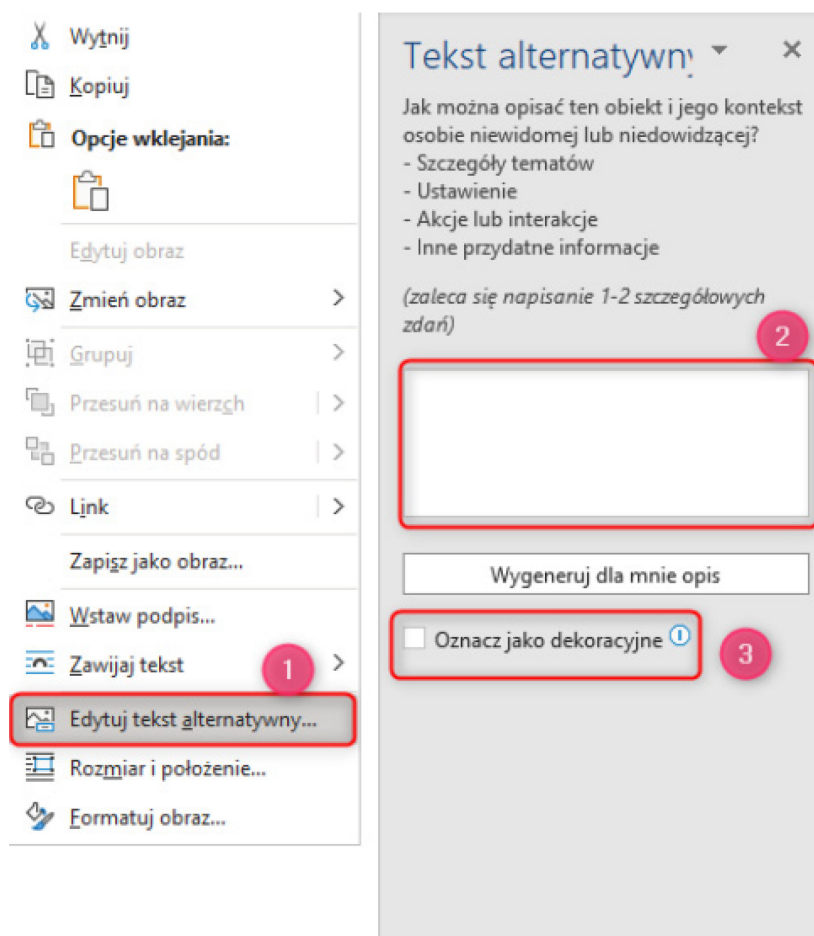 Wytnij
Kopiuj
Opcje wklejania:
Edytuj obraz
Zmień obraz
Grupuj
Przesuń na wierzch
Przesuń na spód
Link
Zapisz jako obraz...
Wstaw podpis...
Zawijaj tekst
1
Edytuj tekst alternatywny...
Rozmiar i położenie...
Formatuj obraz...
Tekst alternatywny
Jak można opisać ten obiekt i jego kontekst
osobie niewidomej lub niedowidzącej?
- Szczegóły tematów
- Ustawienie
- Akcje lub interakcje
- Inne przydatne informacje
(zaleca się napisanie 1-2 szczegółowych
zdań)
2
Wygeneruj dla mnie opis
Oznacz jako dekoracyjne
3